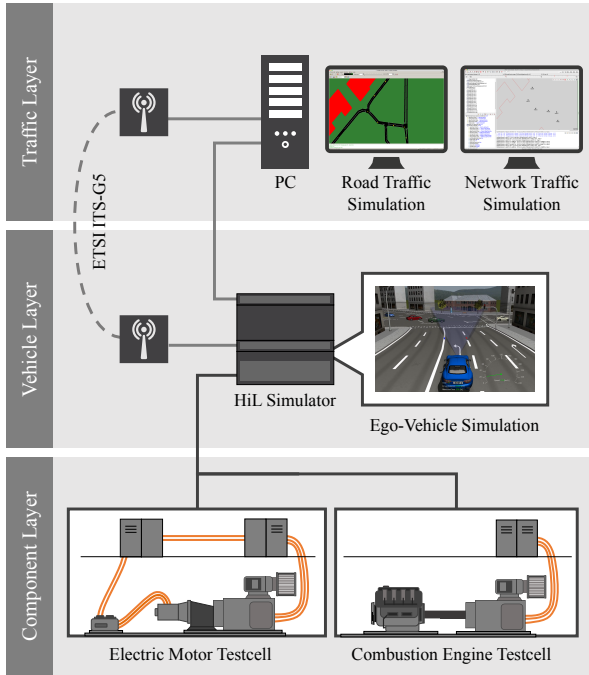 Traffic Layer
PC
Road Traffic
Simulation
Network Traffic
Simulation
ETSI ITS-G5
Vehicle Layer
HiL Simulator
Ego-Vehicle Simulation
Component Layer
Electric Motor Testcell
Combustion Engine Testcell